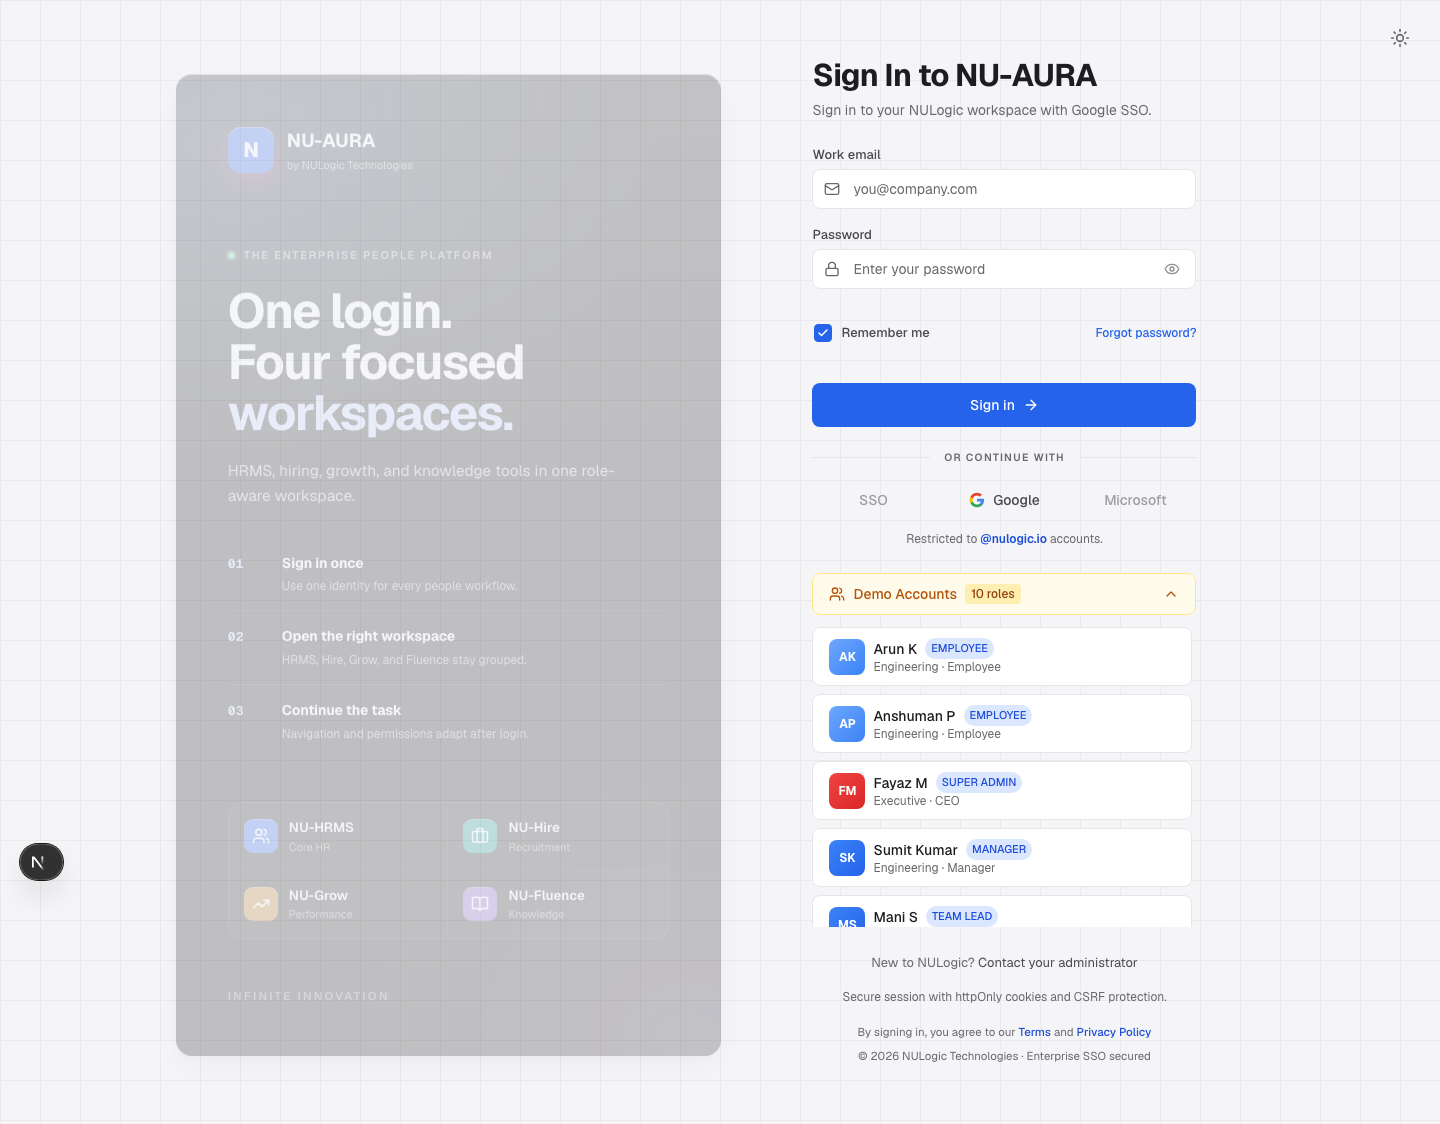 N
NU-AURA
by NULogic Technologies
THE ENTERPRISE PEOPLE PLATFORM
One login.
Four focused
workspaces.
HRMS, hiring, growth, and knowledge tools in one role-
aware workspace.
01
Sign in once
Use one identity for every people workflow.
02
Open the right workspace
HRMS, Hire, Grow, and Fluence stay grouped.
03
Continue the task
Navigation and permissions adapt after login.
NU-HRMS
Core HR
NU-Hire
Recruitment
NU-Grow
Performance
NU-Fluence
Knowledge
INFINITE INNOVATION
N
Sign In to NU-AURA
Sign in to your NULogic workspace with Google SSO.
Work email
you@company.com
Password
Enter your password
Remember me
Forgot password?
Sign in
OR CONTINUE WITH
SSO
Google
Microsoft
Restricted to @nulogic.io accounts.
Demo Accounts 10 roles
AK
Arun K EMPLOYEE
Engineering · Employee
AP
Anshuman P EMPLOYEE
Engineering · Employee
FM
Fayaz M SUPER ADMIN
Executive · CEO
SK
Sumit Kumar MANAGER
Engineering · Manager
MS
Mani S TEAM LEAD
New to NULogic? Contact your administrator
Secure session with httpOnly cookies and CSRF protection.
By signing in, you agree to our Terms and Privacy Policy
© 2026 NULogic Technologies · Enterprise SSO secured